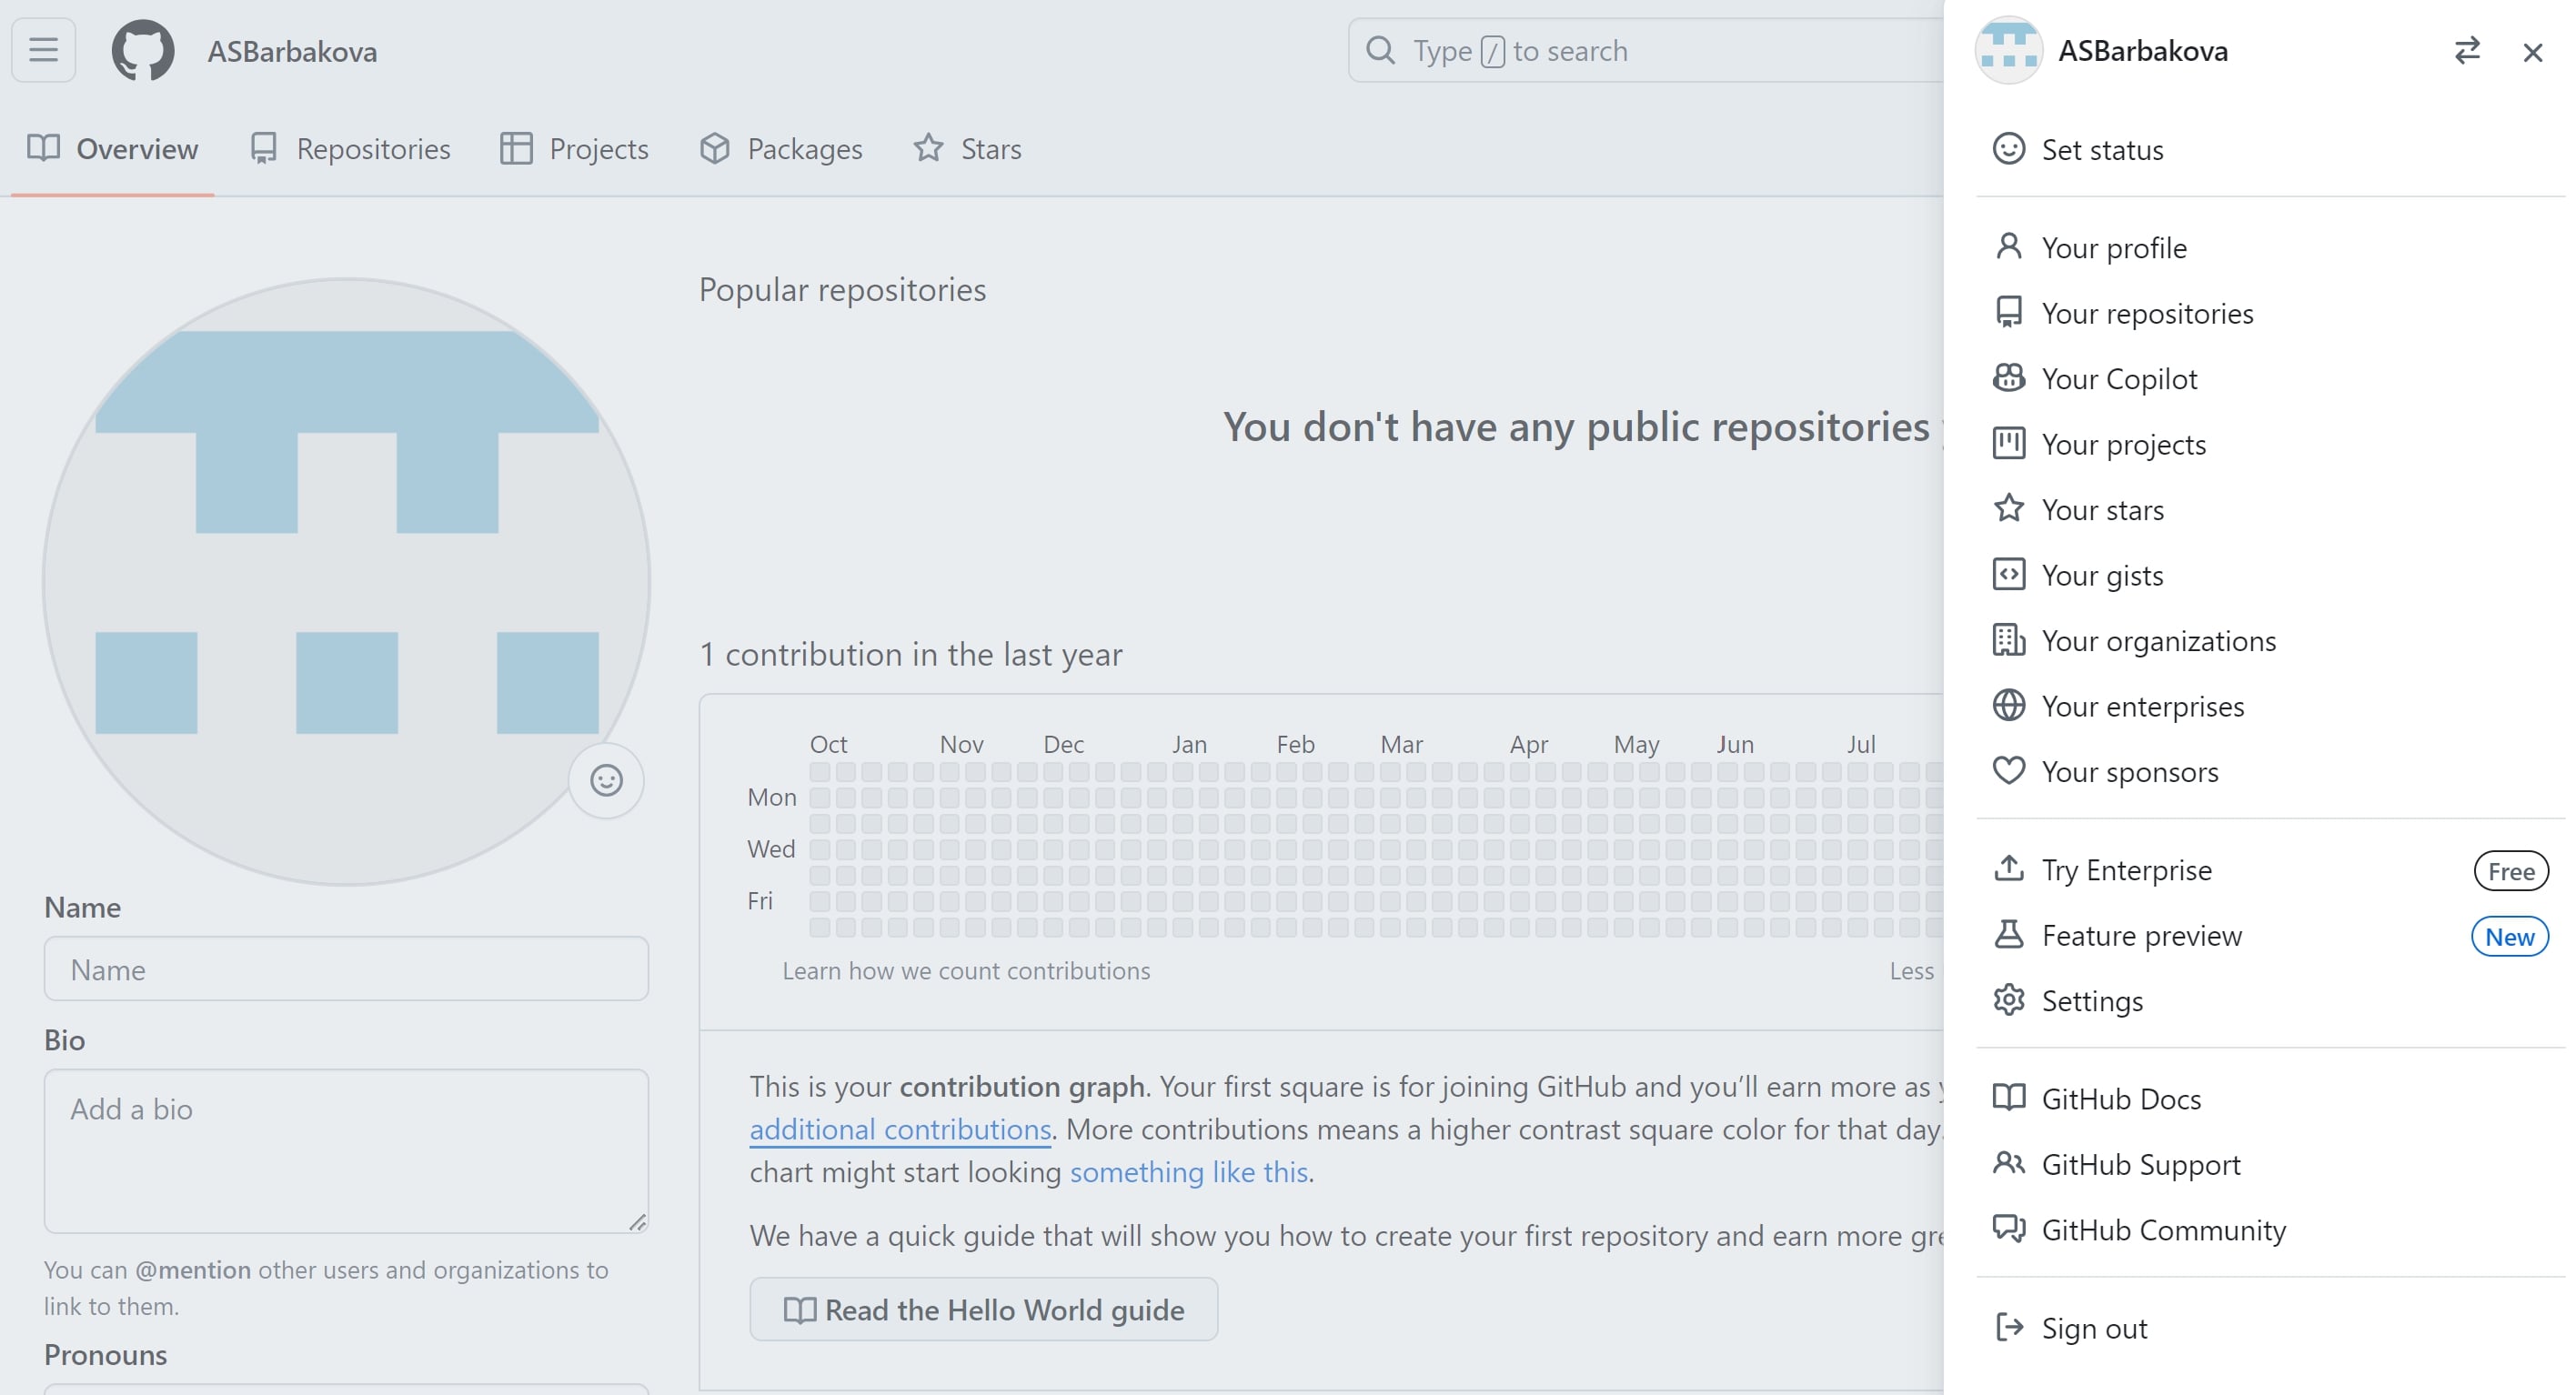 ASBarbakova
Type / to search
Overview
Repositories
Projects
Packages
Stars
Popular repositories
You don't have any public repositories
1 contribution in the last year
Oct Nov Dec Jan Feb Mar Apr May Jun Jul
Mon
Wed
Fri
Learn how we count contributions
Less
This is your contribution graph. Your first square is for joining GitHub and you’ll earn more as
additional contributions. More contributions means a higher contrast square color for that day.
chart might start looking something like this.
We have a quick guide that will show you how to create your first repository and earn more
Read the Hello World guide
Name
Name
Bio
Add a bio
You can @mention other users and organizations to
link to them.
Pronouns
ASBarbakova
Set status
Your profile
Your repositories
Your Copilot
Your projects
Your stars
Your gists
Your organizations
Your enterprises
Your sponsors
Try Enterprise
Free
Feature preview
New
Settings
GitHub Docs
GitHub Support
GitHub Community
Sign out